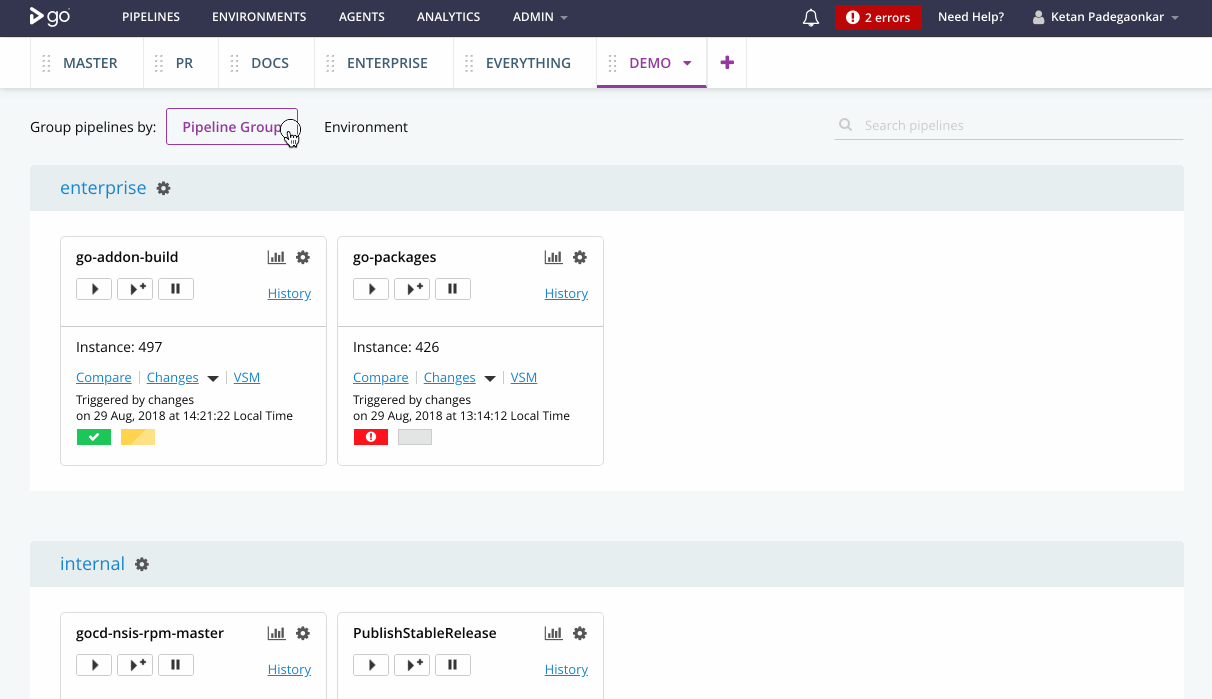 go PIPELINES ENVIRONMENTS AGENTS ANALYTICS ADMIN 2 errors Need Help? Ketan Padegaonkar
MASTER PR DOCS ENTERPRISE EVERYTHING DEMO
Group pipelines by: Pipeline Group Environment Search pipelines
enterprise
go-addon-build
History
Instance: 497
Compare Changes VSM
Triggered by changes
on 29 Aug, 2018 at 14:21:22 Local Time
go-packages
History
Instance: 426
Compare Changes VSM
Triggered by changes
on 29 Aug, 2018 at 13:14:12 Local Time
internal
gocd-nsis-rpm-master
History
PublishStableRelease
History